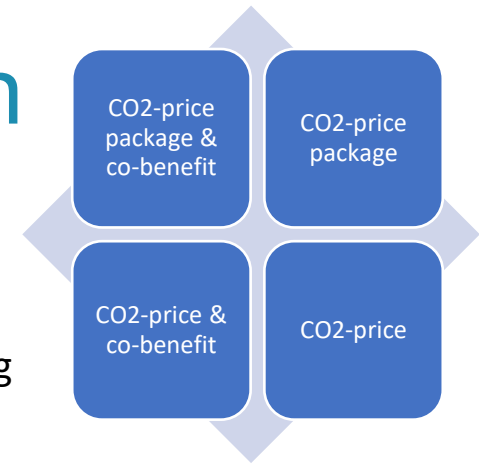 n
CO2-price
package &
co-benefit
CO2-price
package
CO2-price &
co-benefit
CO2-price
g